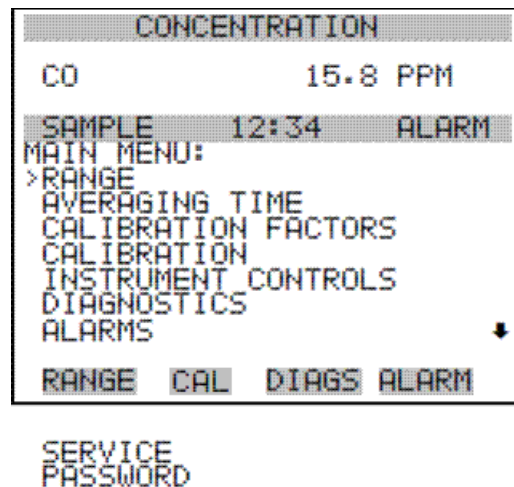 CONCENTRATION
CO 15.8 PPM
SAMPLE 12:34 ALARM
MAIN MENU:
>RANGE
AVERAGING TIME
CALIBRATION FACTORS
CALIBRATION
INSTRUMENT CONTROLS
DIAGNOSTICS
ALARMS
RANGE CAL DIAGS ALARM
SERVICE
PASSWORD